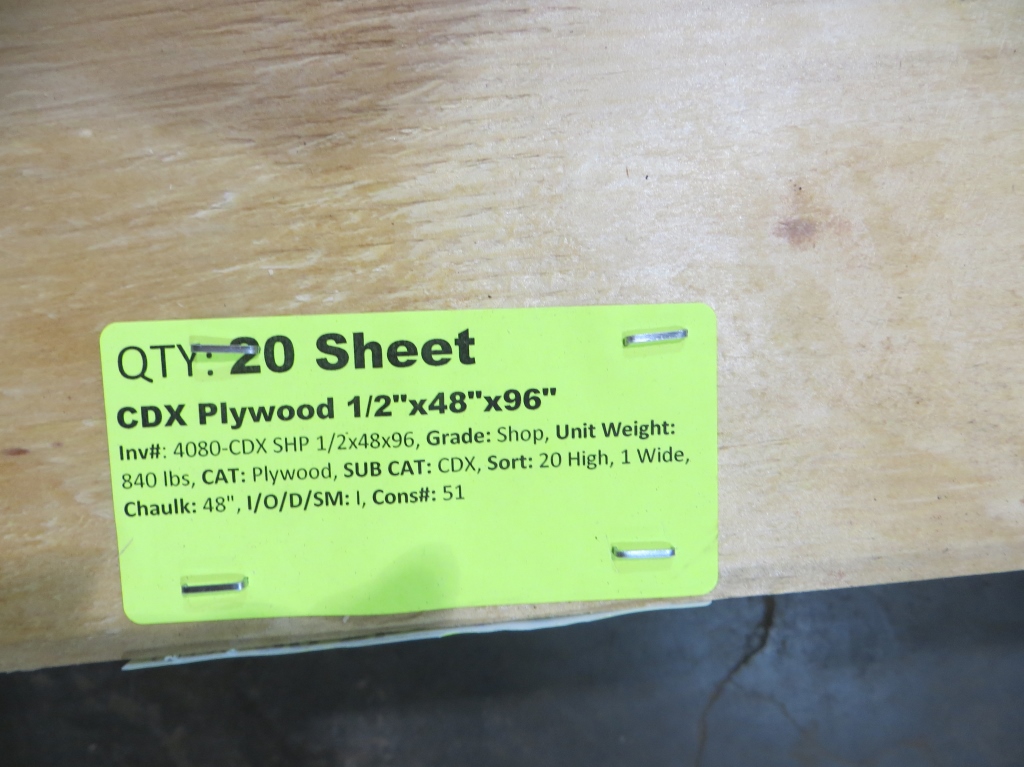 QTY: 20 Sheet
CDX Plywood 1/2"x48"x96"
Inv#: 4080-CDX SHP 1/2x48x96, Grade: Shop, Unit Weight:
840 lbs, CAT: Plywood, SUB CAT: CDX, Sort: 20 High, 1 Wide,
Chaulk: 48", I/O/D/SM: I, Cons#: 51